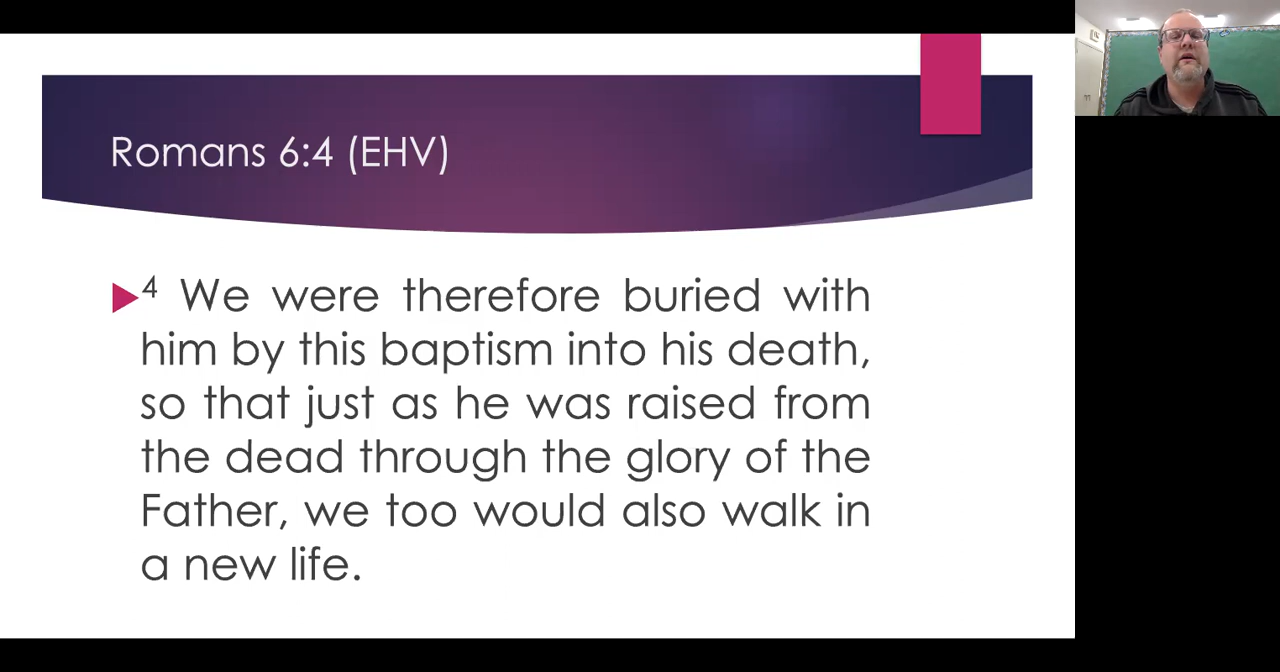 Romans 6:4 (EHV)
4 We were therefore buried with
him by this baptism into his death,
so that just as he was raised from
the dead through the glory of the
Father, we too would also walk in
a new life.